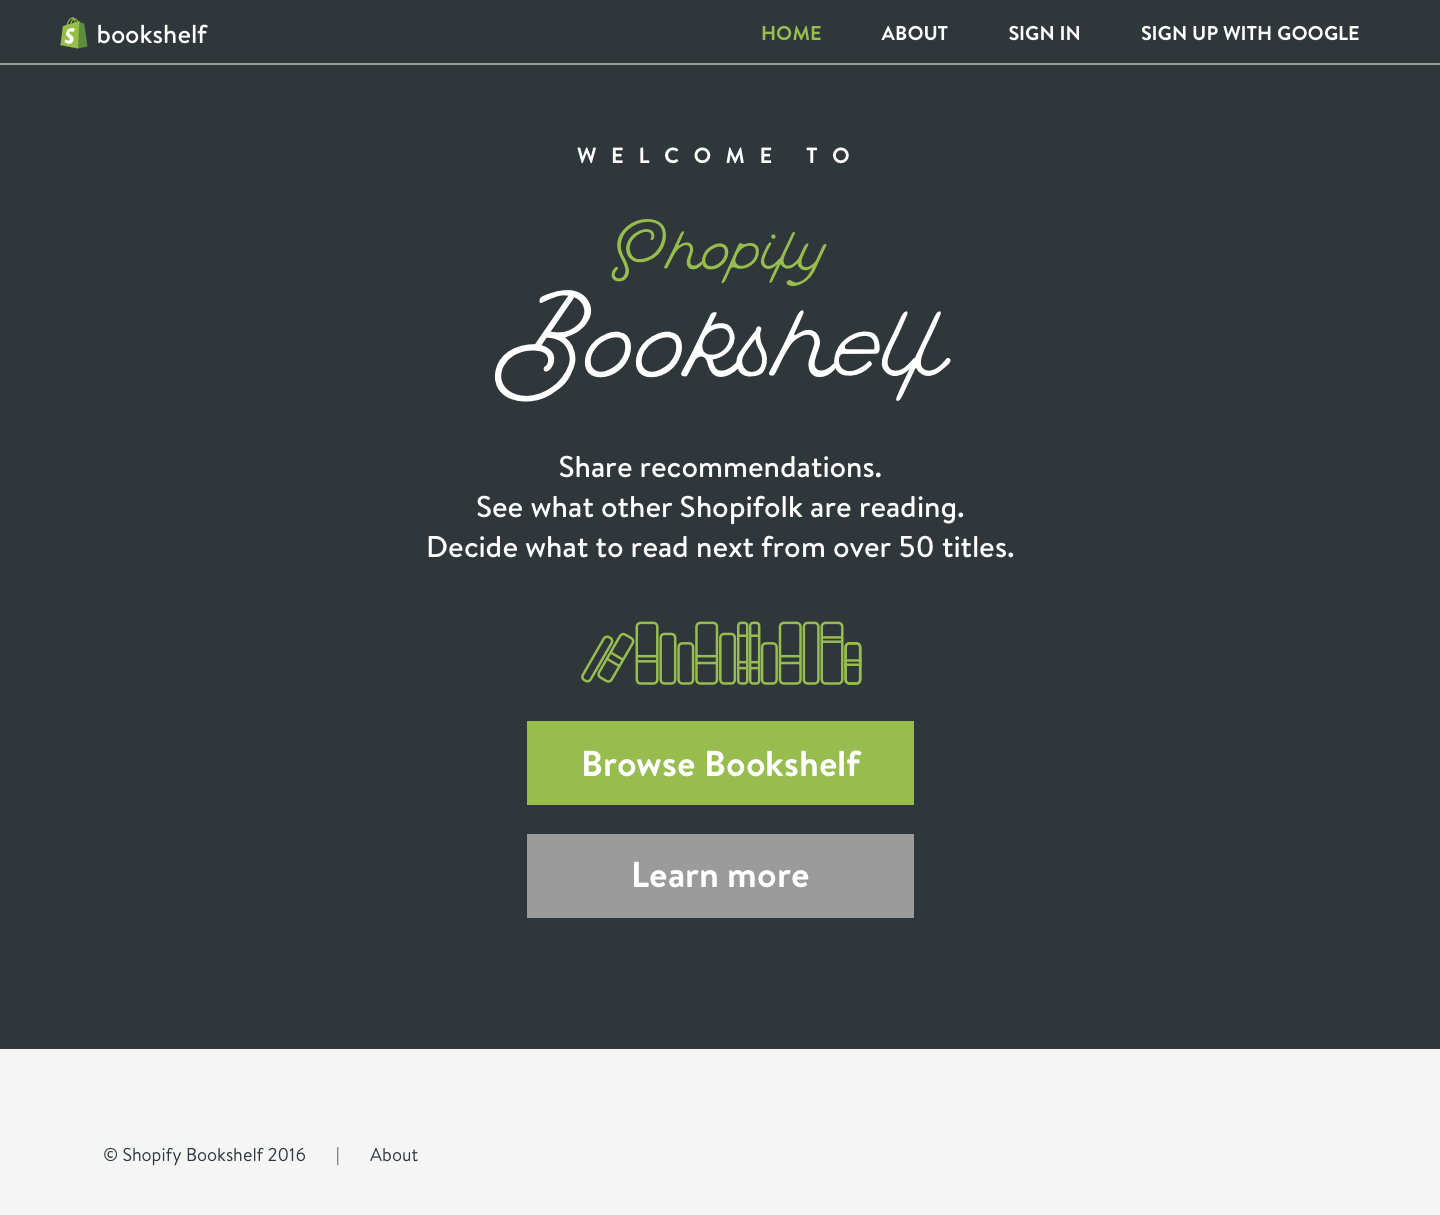 bookshelf
HOME ABOUT SIGN IN SIGN UP WITH GOOGLE
WELCOME TO
Shopify
Bookshelf
Share recommendations.
See what other Shopifolk are reading.
Decide what to read next from over 50 titles.
Browse Bookshelf
Learn more
© Shopify Bookshelf 2016 | About